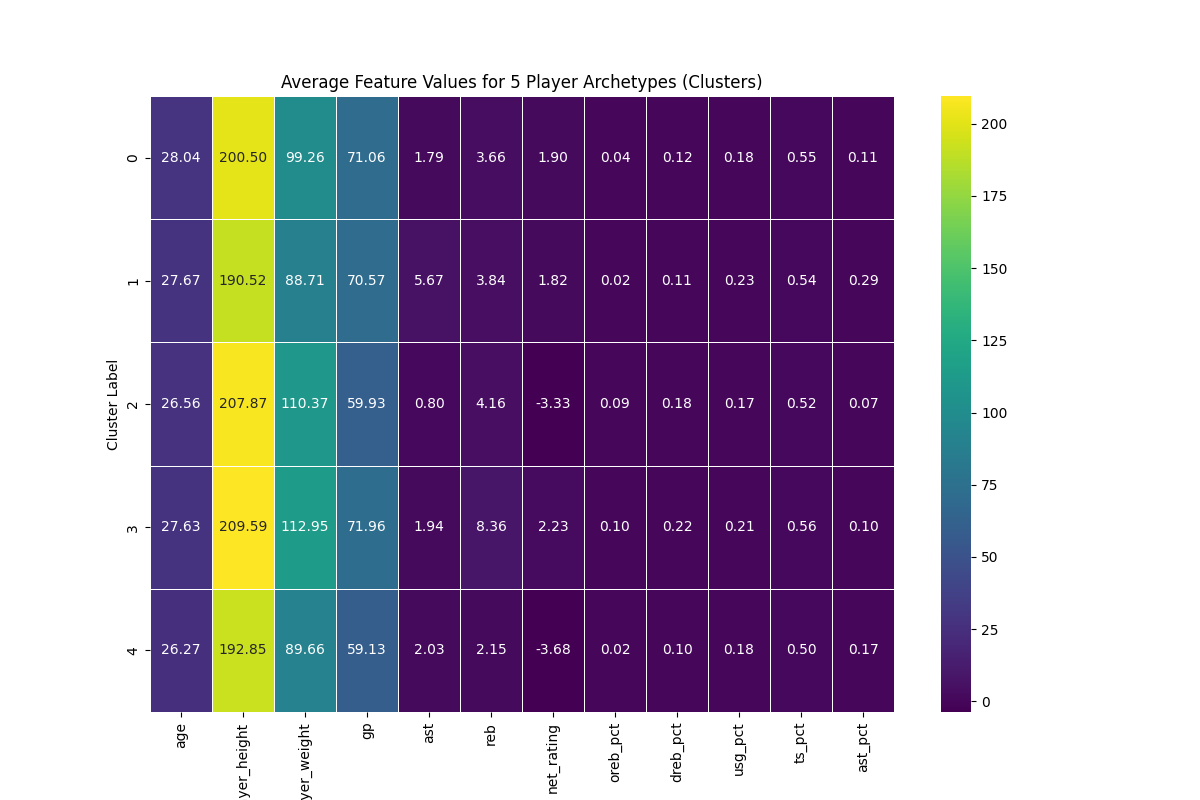 Average Feature Values for 5 Player Archetypes (Clusters)
Cluster Label
0 28.04 200.50 99.26 71.06 1.79 3.66 1.90 0.04 0.12 0.18 0.55 0.11
1 27.67 190.52 88.71 70.57 5.67 3.84 1.82 0.02 0.11 0.23 0.54 0.29
2 26.56 207.87 110.37 59.93 0.80 4.16 -3.33 0.09 0.18 0.17 0.52 0.07
3 27.63 209.59 112.95 71.96 1.94 8.36 2.23 0.10 0.22 0.21 0.56 0.10
4 26.27 192.85 89.66 59.13 2.03 2.15 -3.68 0.02 0.10 0.18 0.50 0.17
age yer_height yer_weight gp ast reb net_rating oreb_pct dreb_pct usg_pct ts_pct ast_pct
200
175
150
125
100
75
50
25
0